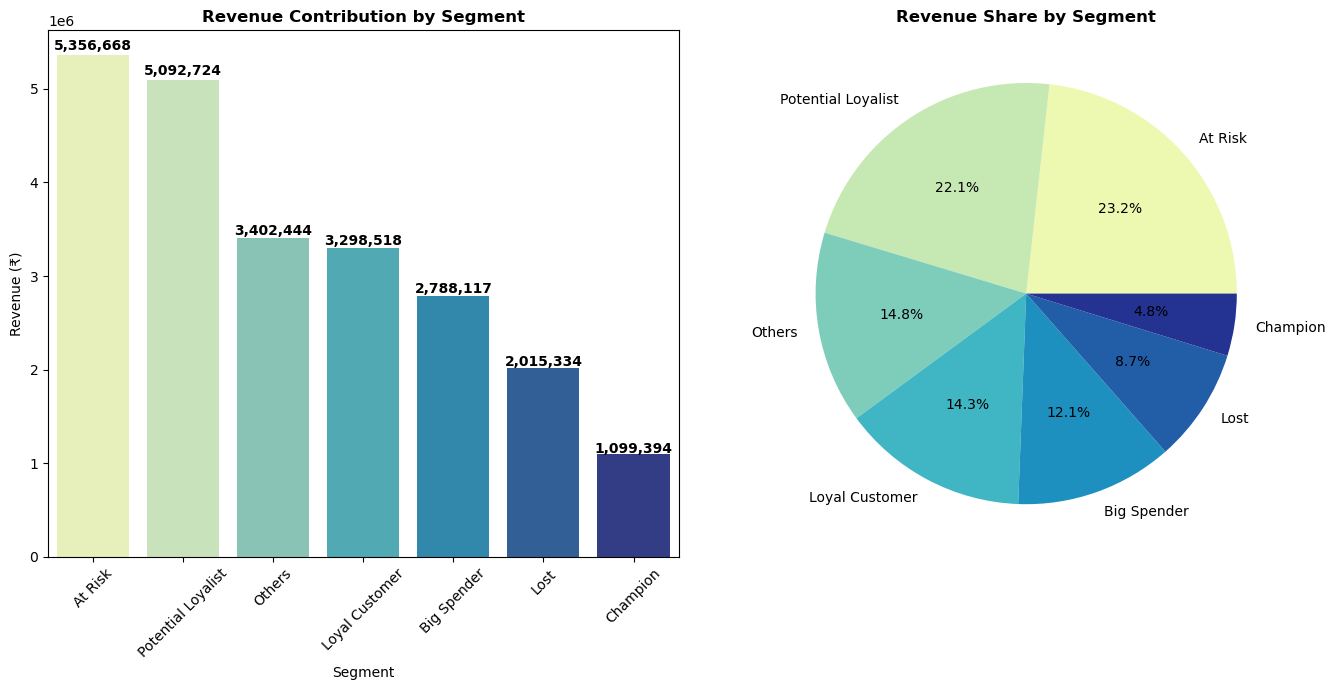 Revenue Contribution by Segment
1e6
5,356,668
5,092,724
3,402,444
3,298,518
2,788,117
2,015,334
1,099,394
5
4
3
2
1
0
Revenue (₹)
At Risk
Potential Loyalist
Others
Loyal Customer
Big Spender
Lost
Champion
Segment
Revenue Share by Segment
At Risk
23.2%
Potential Loyalist
22.1%
Others
14.8%
Loyal Customer
14.3%
Big Spender
12.1%
Lost
8.7%
Champion
4.8%